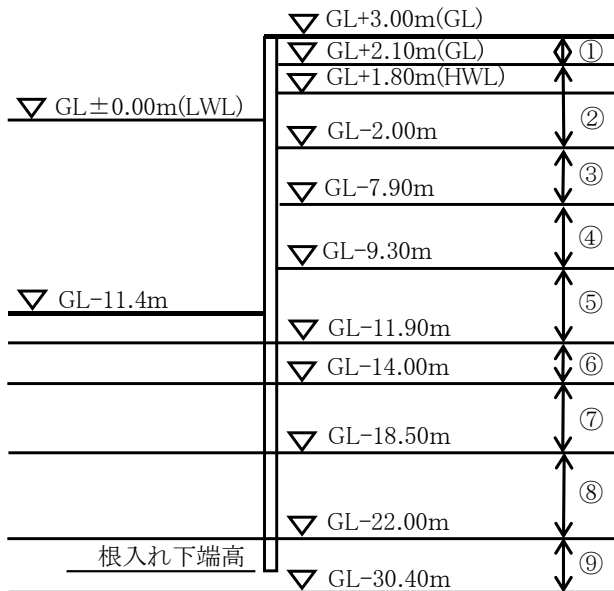 GL+3.00m(GL)
GL+2.10m(GL)
①
GL+1.80m(HWL)
GL±0.00m(LWL)
②
GL-2.00m
③
GL-7.90m
④
GL-9.30m
GL-11.4m
⑤
GL-11.90m
⑥
GL-14.00m
⑦
GL-18.50m
⑧
GL-22.00m
根入れ下端高
⑨
GL-30.40m